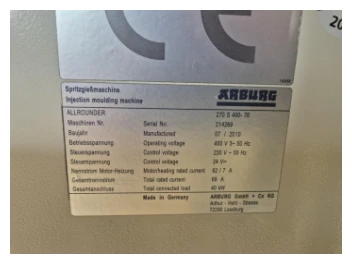 CE
20
Spritzgießmaschine
Injection moulding machine
ARBURG
ALLROUNDER 270 S 400-70
Maschinen Nr. Serial No. 214269
Baujahr Manufactured 07 / 2010
Betriebsspannung Operating voltage 400 V 3~ 50 Hz
Steuerspannung Control voltage 230 V ~ 50 Hz
Steuerspannung Control voltage 24 V=
Nennstrom Motor-Heizung Motor/heating rated current 62 / 7 A
Gesamtnennstrom Total rated current 69 A
Gesamtanschluss Total connected load 40 kW
Made in Germany ARBURG GmbH + Co KG
Arthur - Hehl - Strasse
72290 Lossburg